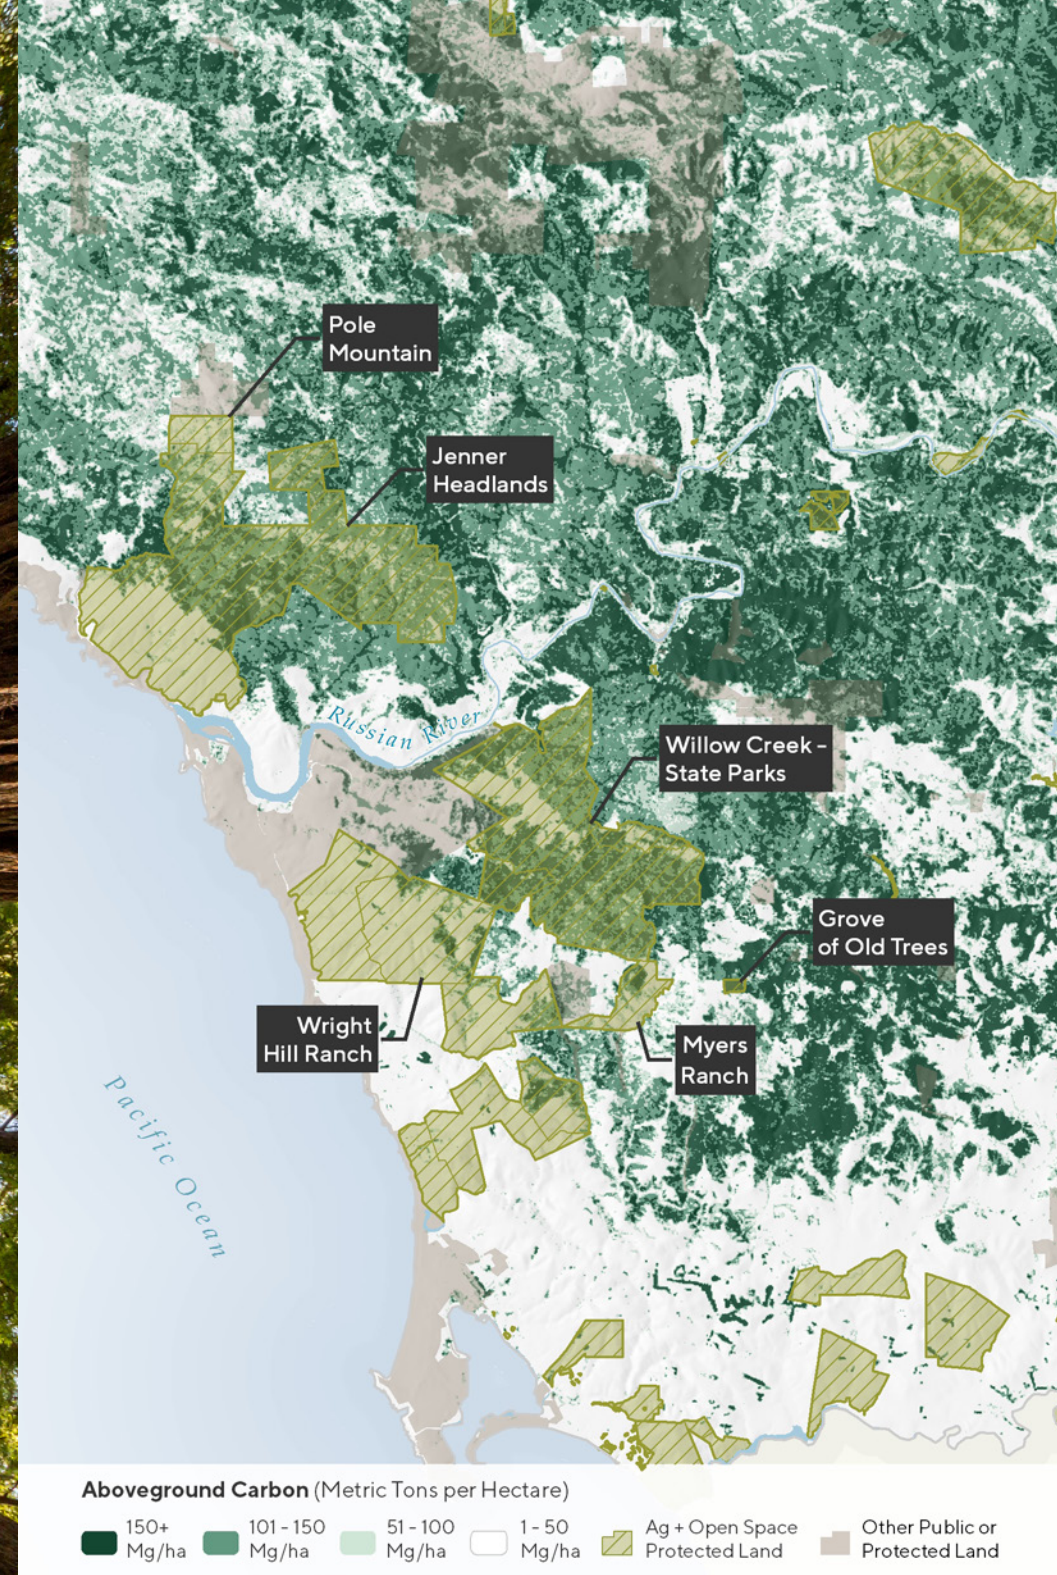 Pole
Mountain
Jenner
Headlands
Russian River
Willow Creek -
State Parks
Grove
of Old Trees
Wright
Hill Ranch
Myers
Ranch
Pacific Ocean
Aboveground Carbon (Metric Tons per Hectare)
150+
Mg/ha
101 - 150
Mg/ha
51 - 100
Mg/ha
1 - 50
Mg/ha
Ag + Open Space
Protected Land
Other Public or
Protected Land